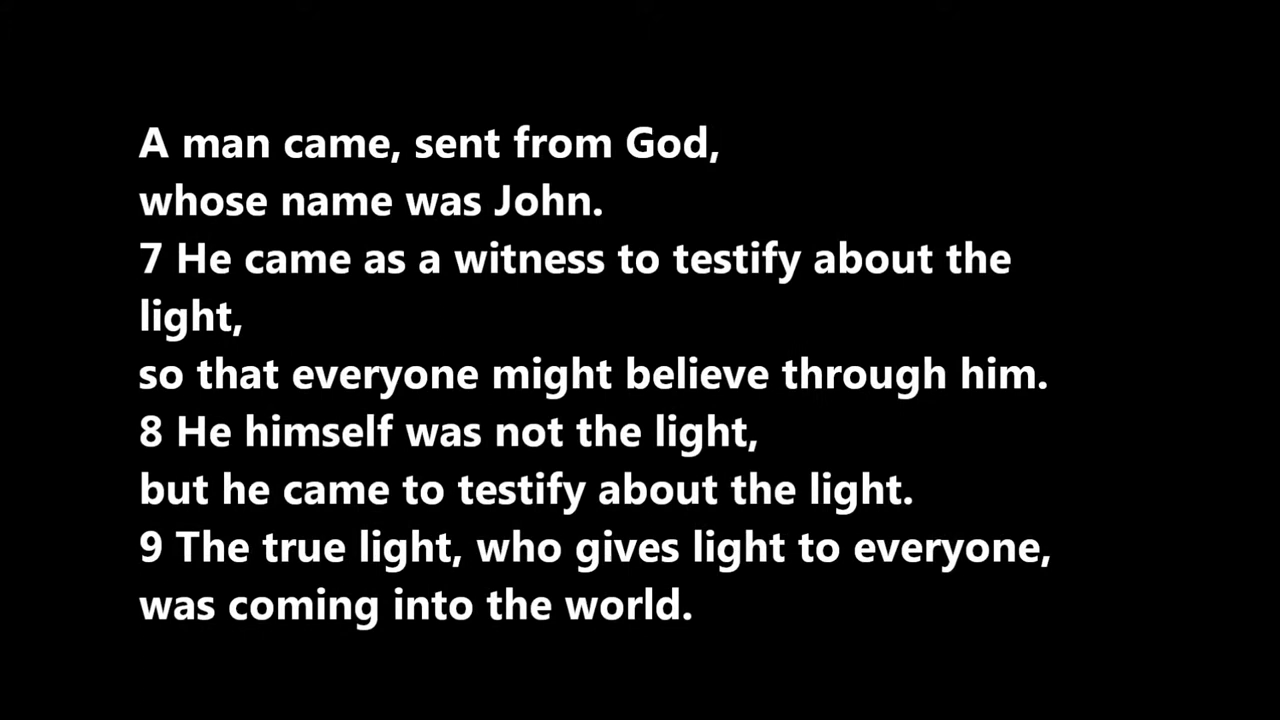 A man came, sent from God,
whose name was John.
7 He came as a witness to testify about the
light,
so that everyone might believe through him.
8 He himself was not the light,
but he came to testify about the light.
9 The true light, who gives light to everyone,
was coming into the world.